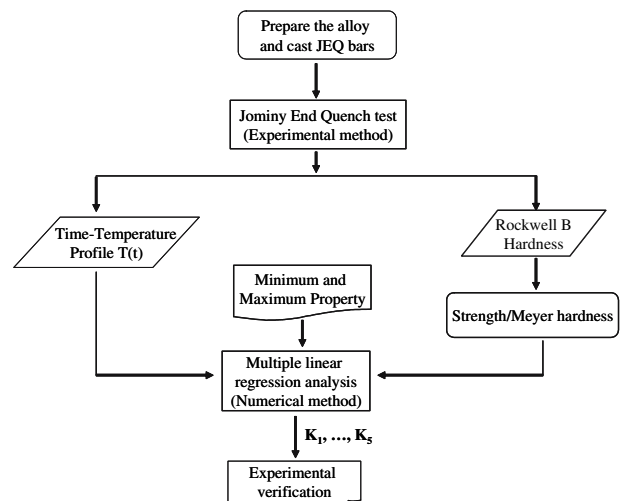 Prepare the alloy
and cast JEQ bars
Jominy End Quench test
(Experimental method)
Time-Temperature
Profile T(t)
Rockwell B
Hardness
Minimum and
Maximum Property
Strength/Meyer hardness
Multiple linear
regression analysis
(Numerical method)
K₁, ..., K₅
Experimental
verification